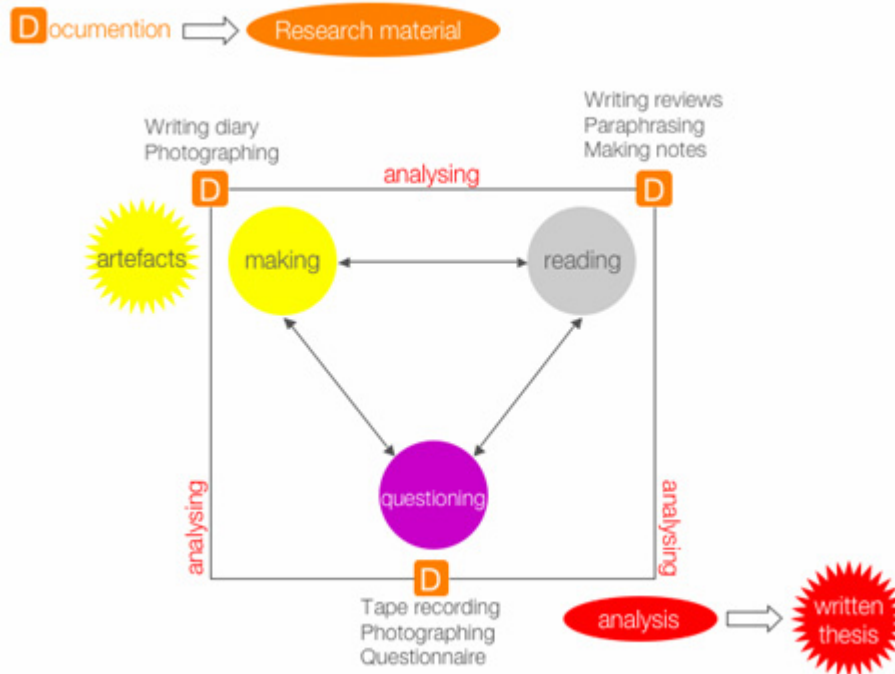 Documention
Research material
Writing diary
Photographing
Writing reviews
Paraphrasing
Making notes
D
analysing
D
artefacts
making
reading
questioning
analysing
analysing
D
Tape recording
Photographing
Questionnaire
analysis
written
thesis